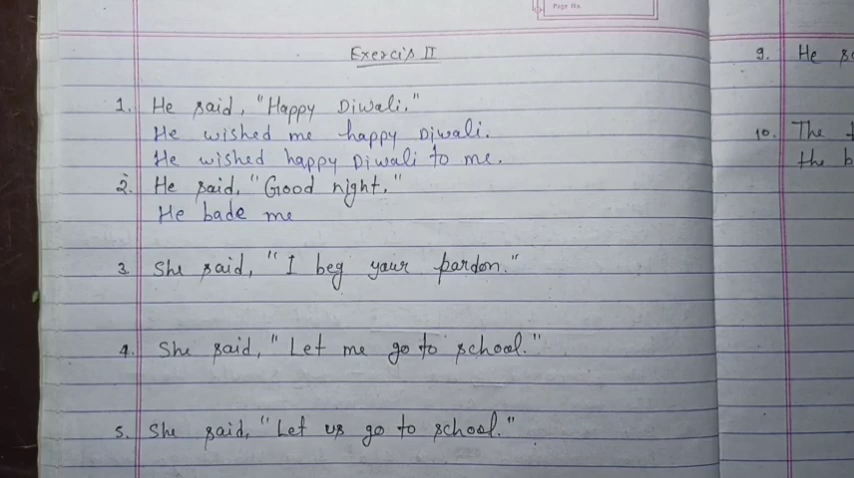 Page No.
Exercis II
1. He said, "Happy Diwali."
He wished me happy Diwali.
He wished happy Diwali to me.
2. He said, "Good night."
He bade me
3. She said, "I beg your pardon."
4. She said, "Let me go to school."
5. She said, "Let us go to school."
9. He
10. The
the